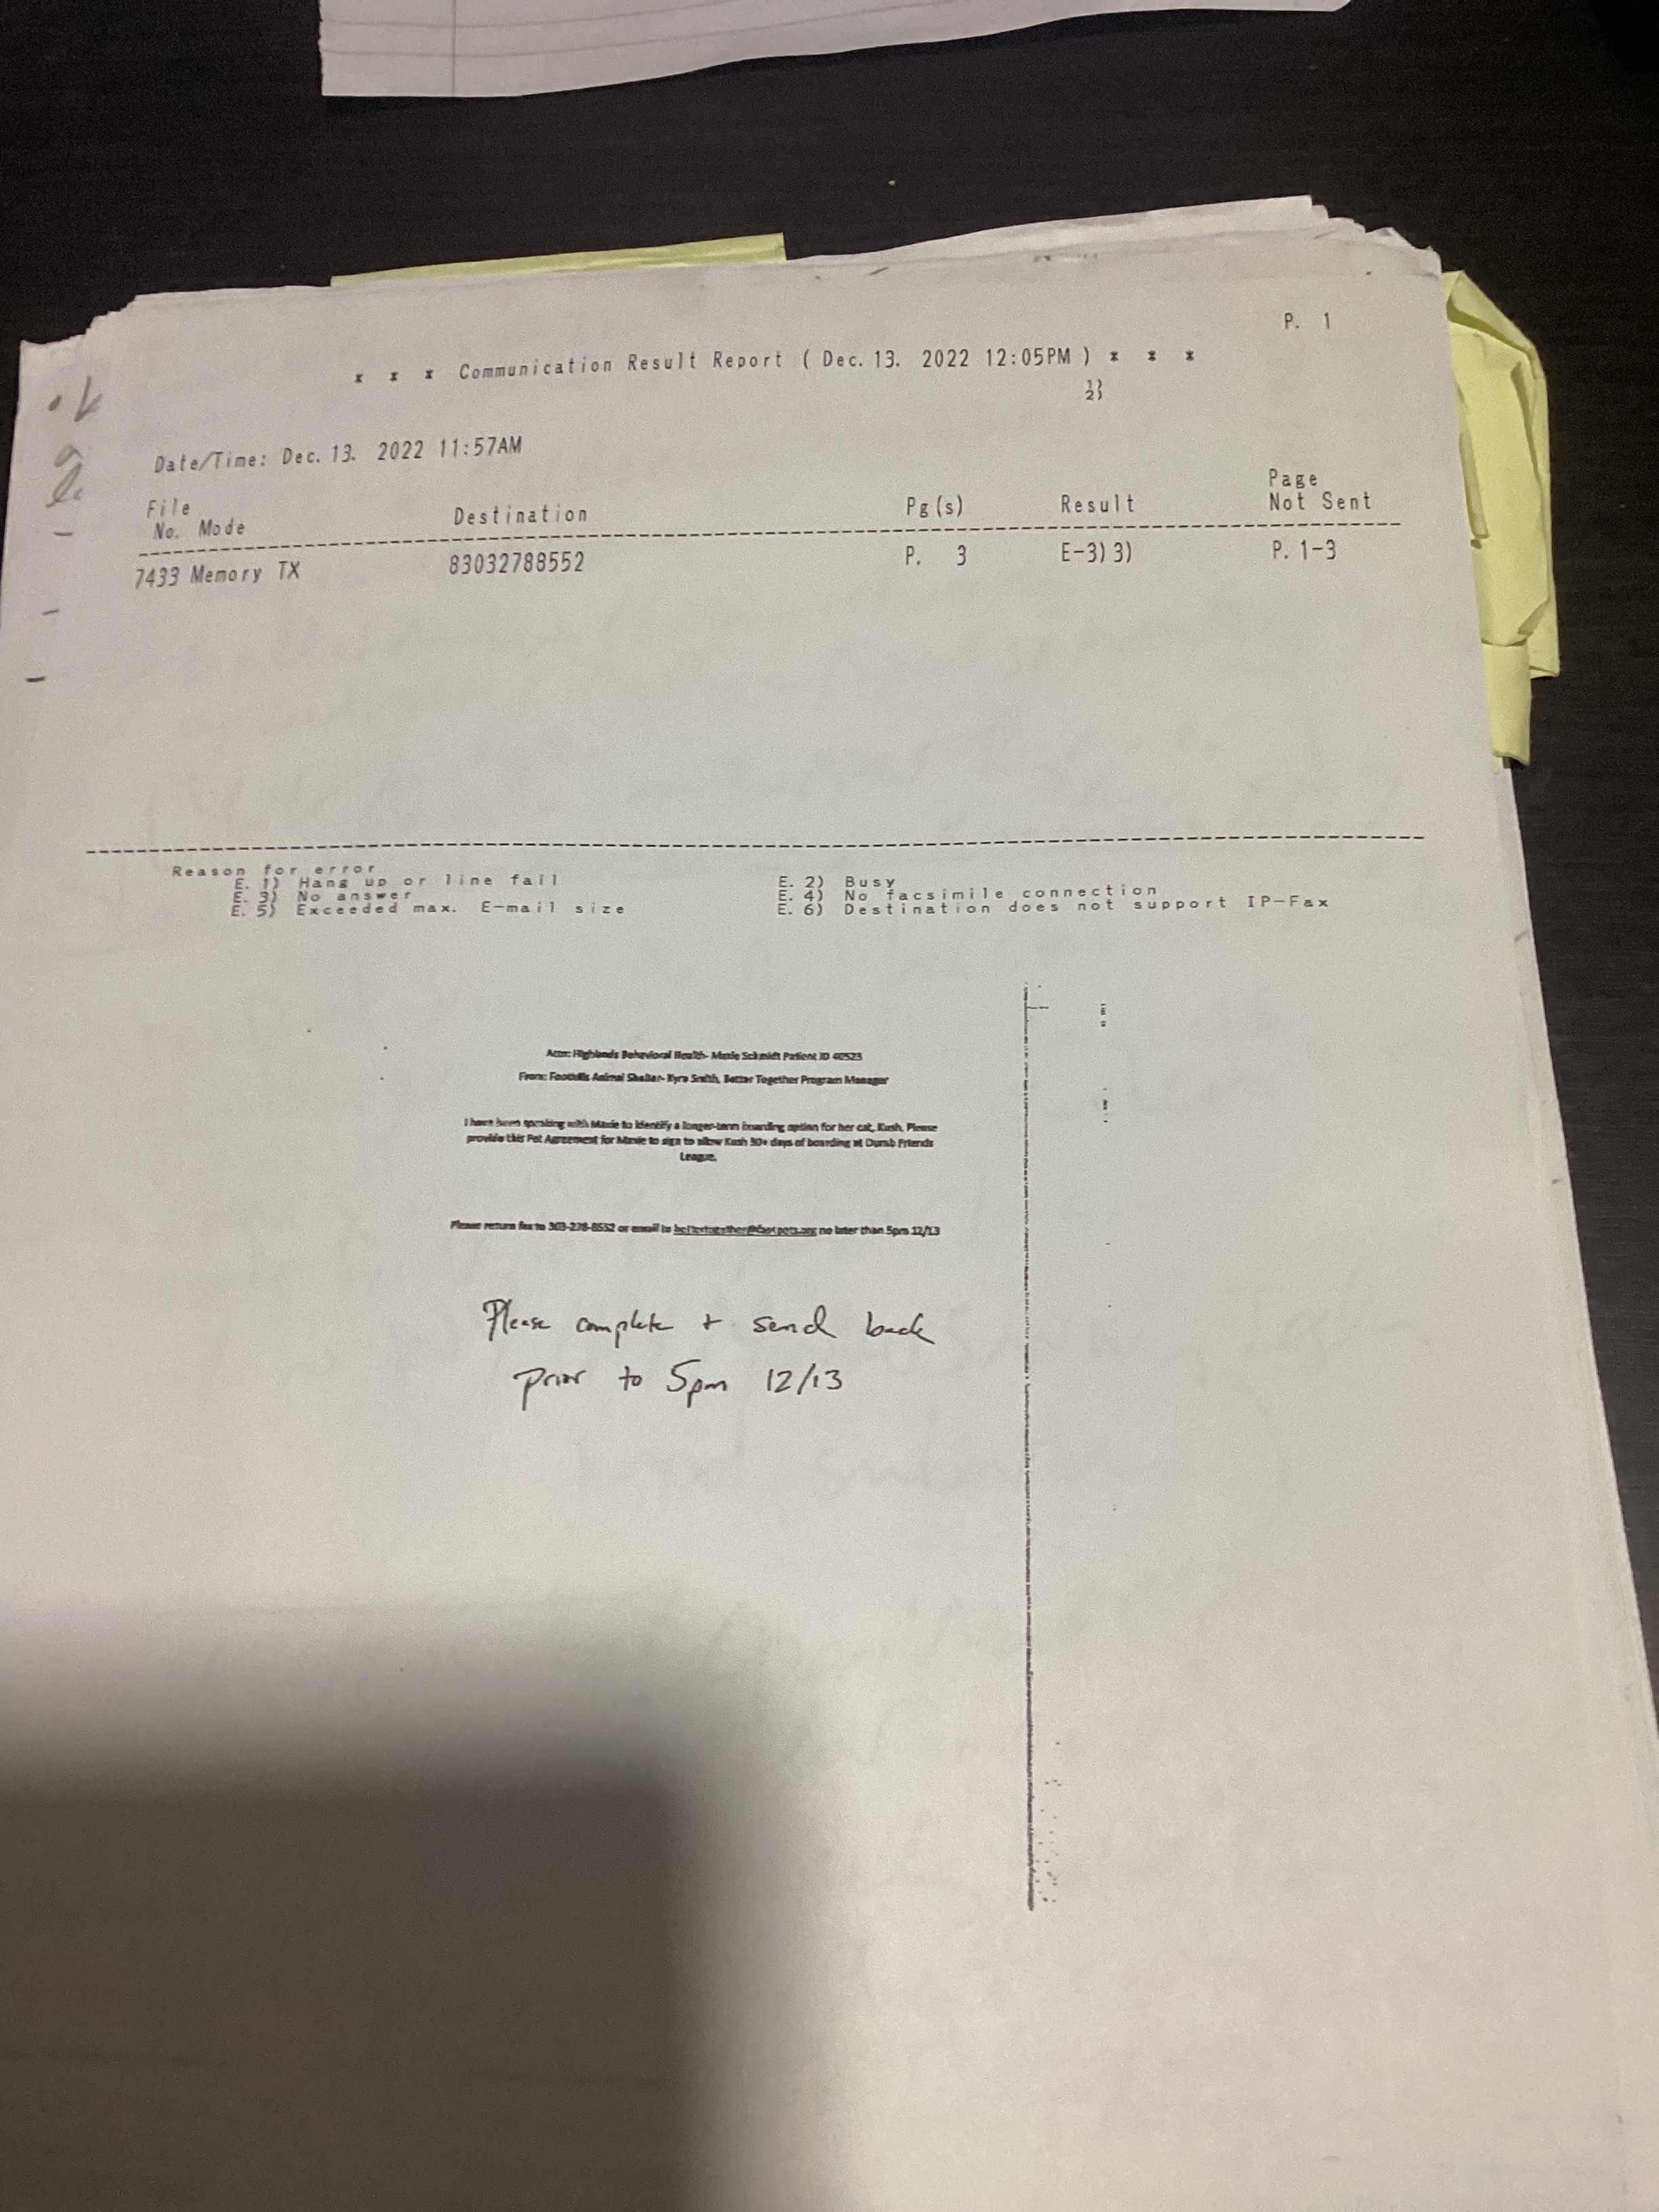 P. 1
* * * Communication Result Report ( Dec. 13. 2022 12:05PM ) * * *
1}
2}
Date/Time: Dec. 13. 2022 11:57AM
File Page
No. Mode Destination Pg(s) Result Not Sent
7433 Memory TX 83032788552 P. 3 E-3) 3) P. 1-3
Reason for error
E. 1) Hang up or line fail E. 2) Busy
E. 3) No answer E. 4) No facsimile connection
E. 5) Exceeded max. E-mail size E. 6) Destination does not support IP-Fax
Attn: Highlands Behavioral Health- Maxie Schmidt Patient ID 40523
From: Foothills Animal Shelter- Kyra Smith, Better Together Program Manager
I have been speaking with Maxie to identify a longer-term boarding option for her cat, Kush. Please
provide this Pet Agreement for Maxie to sign to allow Kush 30+ days of boarding at Dumb Friends
League.
Please return fax to 303-278-8552 or email to no later than 5pm 12/13
Please complete + send back
prior to 5pm 12/13